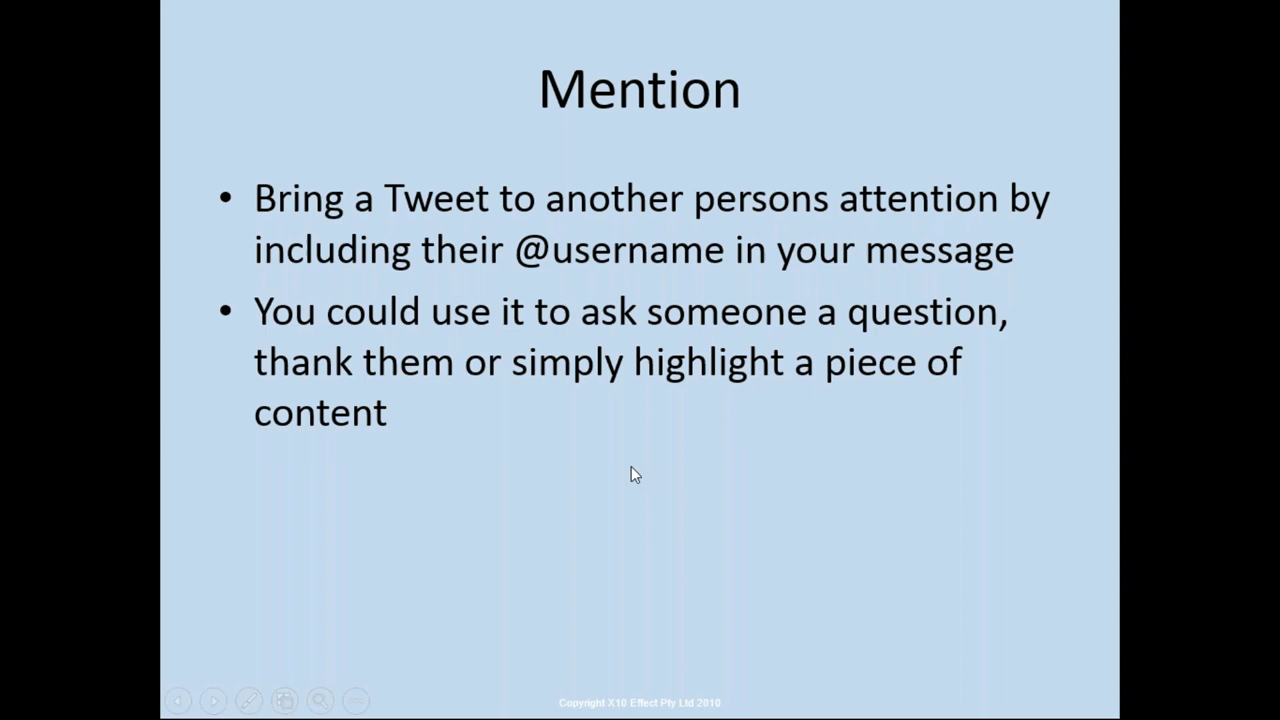 Mention
• Bring a Tweet to another persons attention by
including their @username in your message
• You could use it to ask someone a question,
thank them or simply highlight a piece of
content
Copyright X10 Effect Pty Ltd 2010